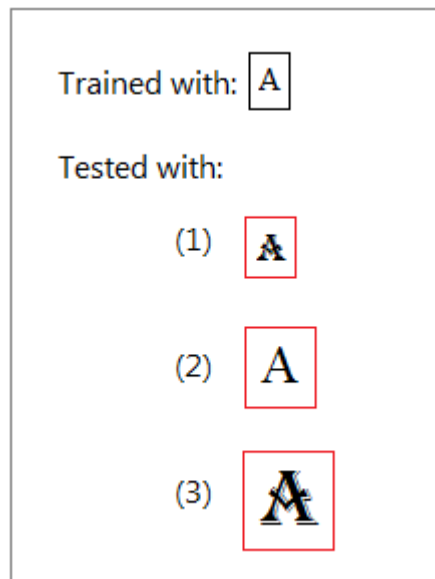 Trained with: A
Tested with:
(1) A
(2) A
(3) A